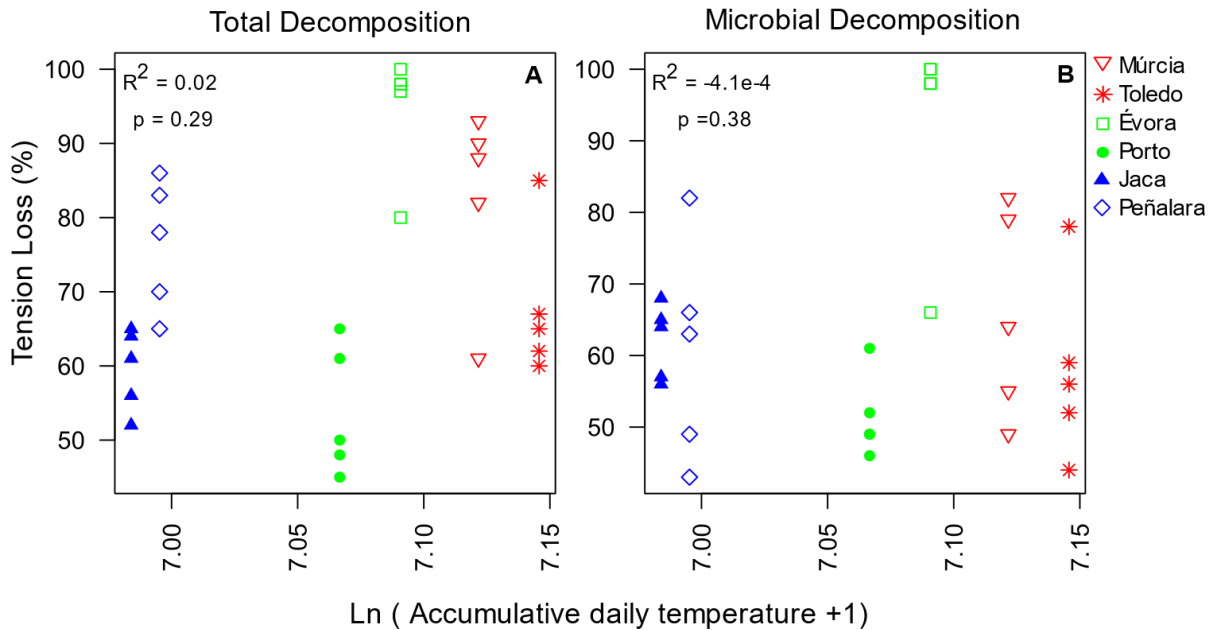 Total Decomposition
Microbial Decomposition
Tension Loss (%)
100
90
80
70
60
50
R² = 0.02
p = 0.29
A
7.00
7.05
7.10
7.15
100
90
80
70
60
50
R² = -4.1e-4
p =0.38
B
7.00
7.05
7.10
7.15
Múrcia
Toledo
Évora
Porto
Jaca
Peñalara
Ln ( Accumulative daily temperature +1)